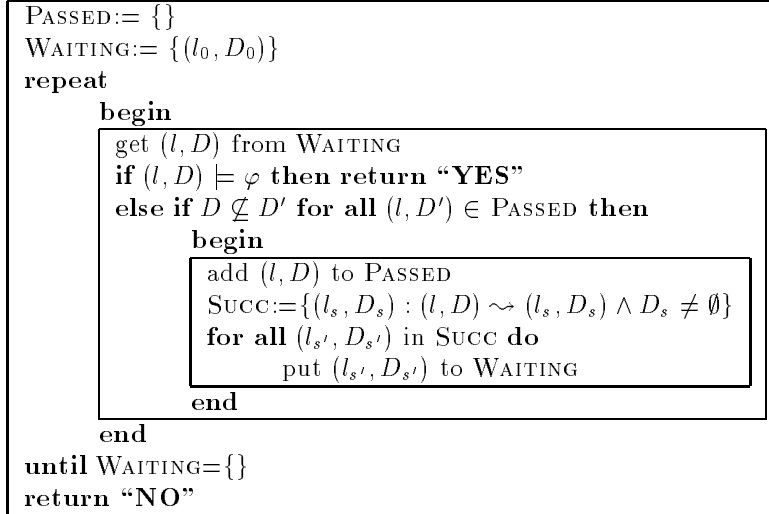 PASSED:= {}
WAITING:= {(l₀, D₀)}
repeat
begin
get (l, D) from WAITING
if (l, D) ⊨ φ then return “YES”
else if D ⊈ D′ for all (l, D′) ∈ PASSED then
begin
add (l, D) to PASSED
SUCC:={(lₛ, Dₛ) : (l, D) ⇝ (lₛ, Dₛ) ∧ Dₛ ≠ ∅}
for all (lₛ′, Dₛ′) in SUCC do
put (lₛ′, Dₛ′) to WAITING
end
end
until WAITING={}
return “NO”